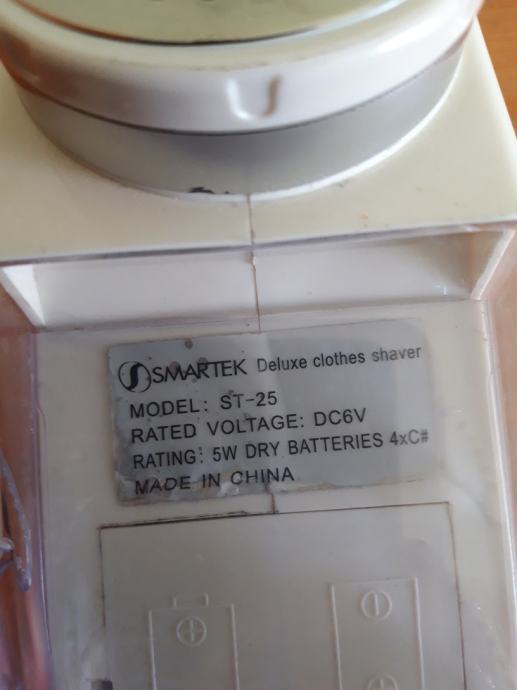 SMARTEK Deluxe clothes shaver
MODEL: ST-25
RATED VOLTAGE: DC6V
RATING: 5W DRY BATTERIES 4xC#
MADE IN CHINA